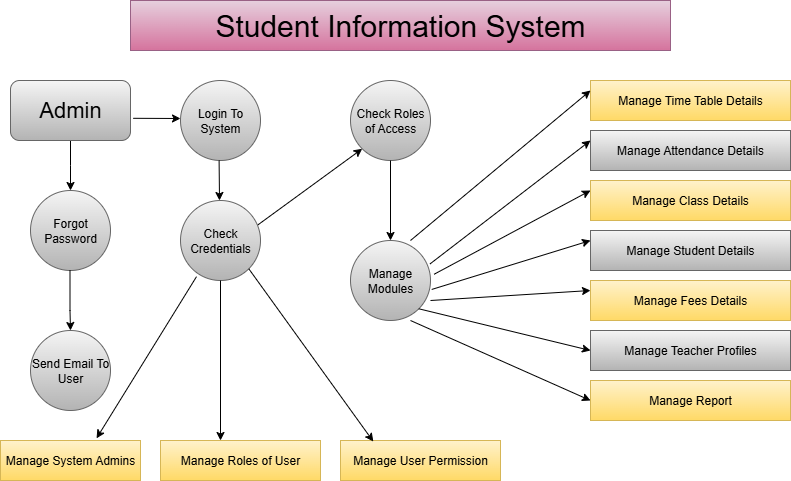 Student Information System
Admin
Login To
System
Check Roles
of Access
Manage Time Table Details
Manage Attendance Details
Manage Class Details
Forgot
Password
Check
Credentials
Manage Student Details
Manage
Modules
Manage Fees Details
Manage Teacher Profiles
Send Email To
User
Manage Report
Manage System Admins
Manage Roles of User
Manage User Permission